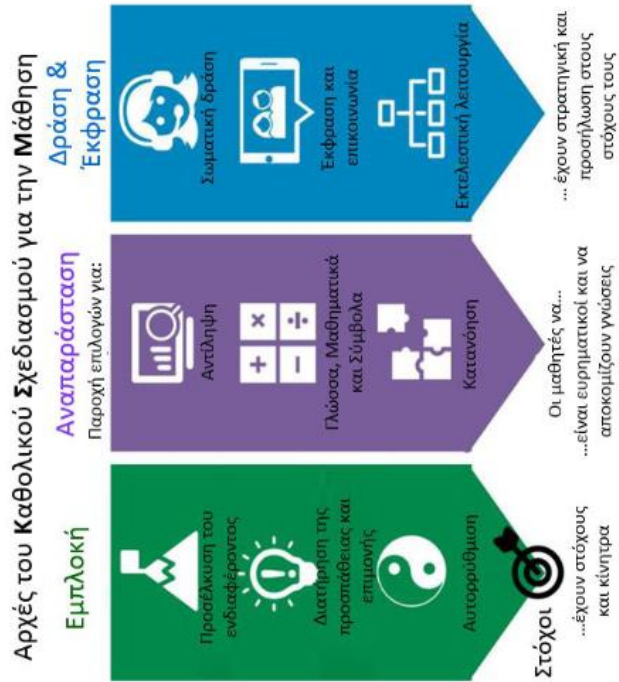 Αρχές του Καθολικού Σχεδιασμού για την Μάθηση
Εμπλοκή
Προσέλκυση του
ενδιαφέροντος
Διατήρηση της
προσπάθειας και
επιμονής
Αυτορρύθμιση
Στόχοι
...έχουν στόχους
και κίνητρα
Αναπαράσταση
Παροχή επιλογών για:
Αντίληψη
+ ×
− ÷
Γλώσσα, Μαθηματικά
και Σύμβολα
Κατανόηση
Οι μαθητές να...
...είναι ευρηματικοί και να
αποκομίζουν γνώσεις
Δράση &
Έκφραση
Σωματική δράση
Έκφραση και
επικοινωνία
Εκτελεστική λειτουργία
... έχουν στρατηγική και
προσήλωση στους
στόχους τους